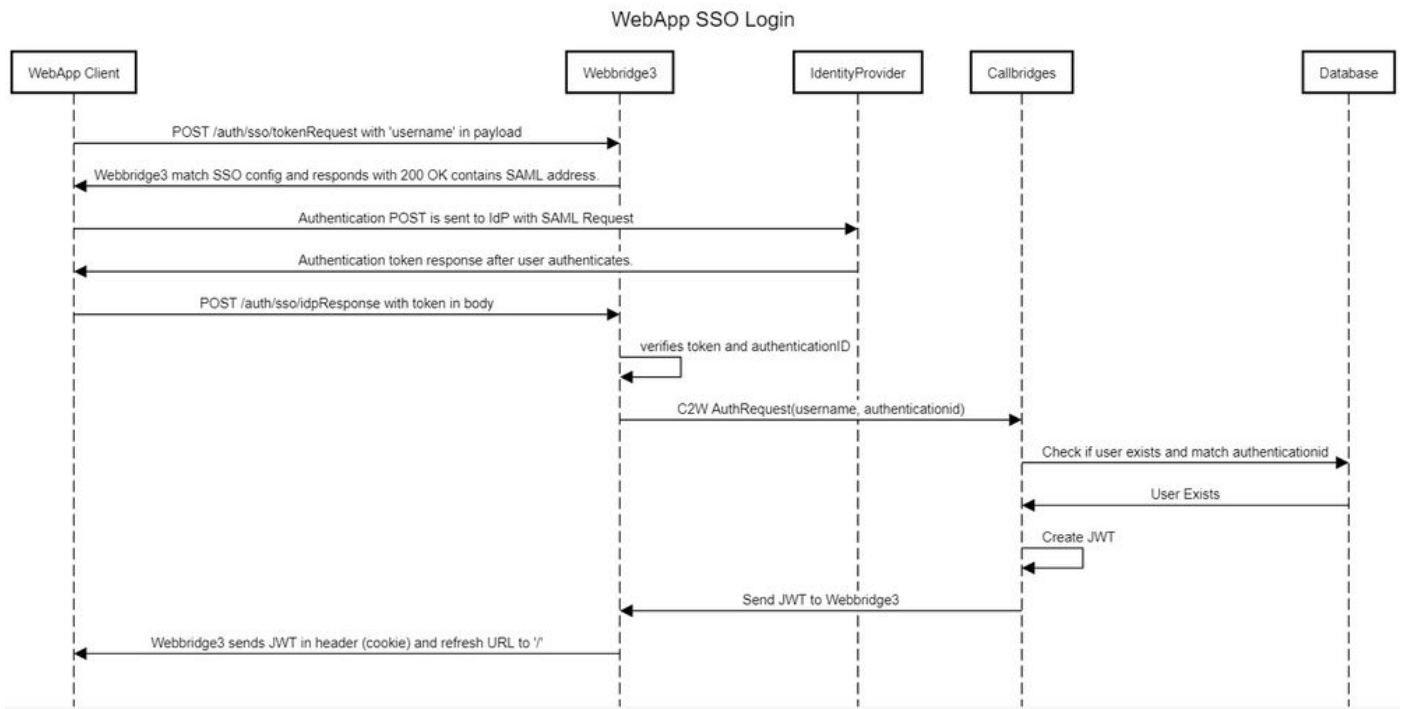 WebApp SSO Login
WebApp Client
Webbridge3
IdentityProvider
Callbridges
Database
POST /auth/sso/tokenRequest with 'username' in payload
Webbridge3 match SSO config and responds with 200 OK contains SAML address.
Authentication POST is sent to IdP with SAML Request
Authentication token response after user authenticates.
POST /auth/sso/idpResponse with token in body
verifies token and authenticationID
C2W AuthRequest(username, authenticationid)
Check if user exists and match authenticationid
User Exists
Create JWT
Send JWT to Webbridge3
Webbridge3 sends JWT in header (cookie) and refresh URL to '/'